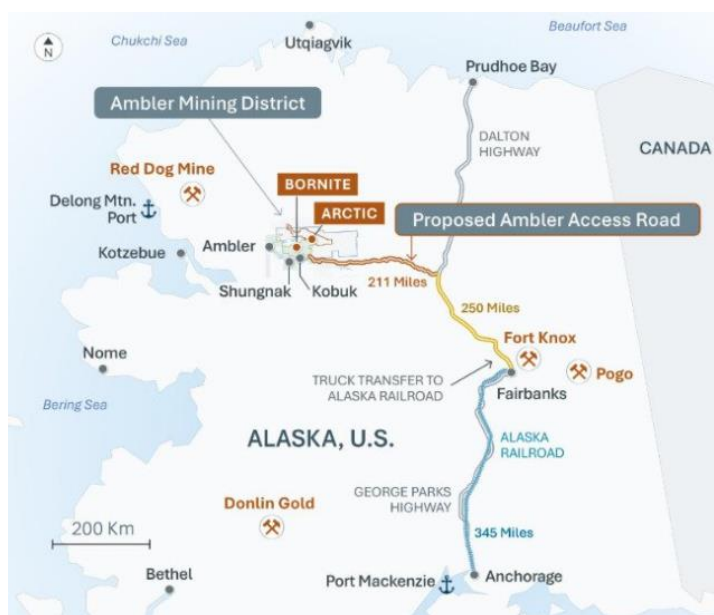 Chukchi Sea
Beaufort Sea
N
Utqiagvik
Prudhoe Bay
Ambler Mining District
DALTON
HIGHWAY
CANADA
Red Dog Mine
BORNITE
Delong Mtn.
Port
ARCTIC
Proposed Ambler Access Road
Ambler
Kotzebue
Shungnak
Kobuk
211 Miles
250 Miles
Fort Knox
Nome
TRUCK TRANSFER TO
ALASKA RAILROAD
Pogo
Fairbanks
Bering Sea
ALASKA, U.S.
ALASKA
RAILROAD
GEORGE PARKS
HIGHWAY
Donlin Gold
200 Km
345 Miles
Bethel
Port Mackenzie
Anchorage